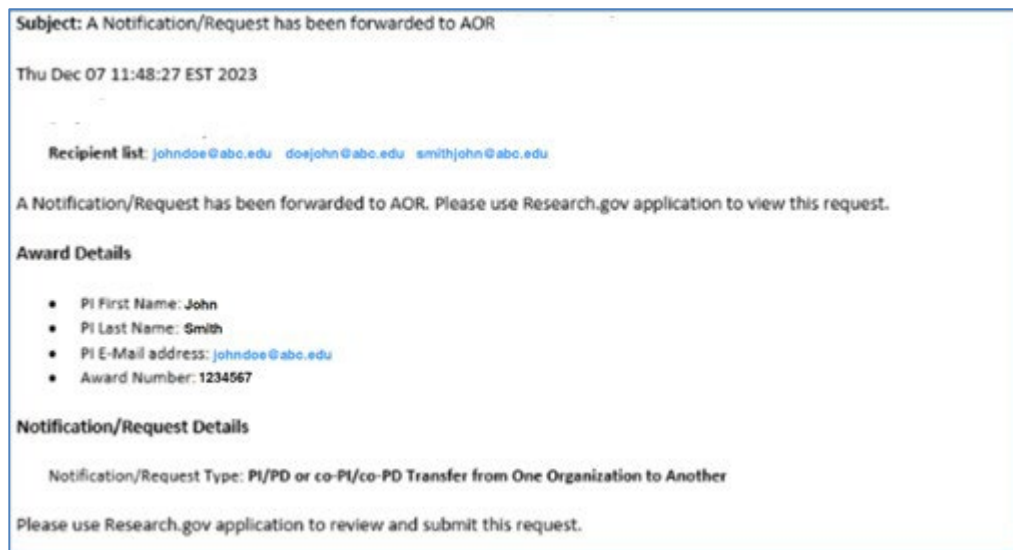 Subject: A Notification/Request has been forwarded to AOR
Thu Dec 07 11:48:27 EST 2023
Recipient list: johndoe@abc.edu doejohn@abc.edu smithjohn@abc.edu
A Notification/Request has been forwarded to AOR. Please use Research.gov application to view this request.
Award Details
• PI First Name: John
• PI Last Name: Smith
• PI E-Mail address: johndoe@abc.edu
• Award Number: 1234567
Notification/Request Details
Notification/Request Type: PI/PD or co-PI/co-PD Transfer from One Organization to Another
Please use Research.gov application to review and submit this request.